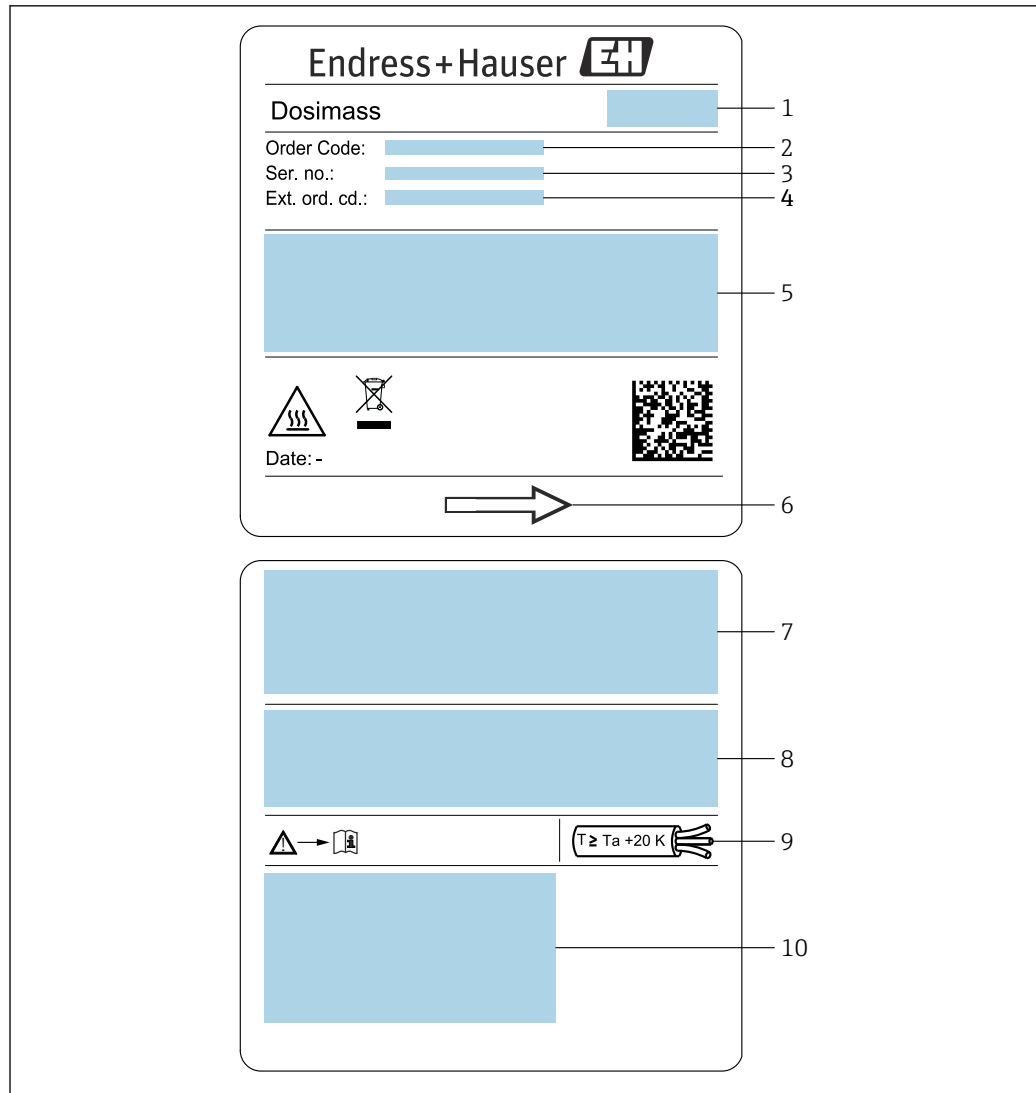 Endress+Hauser EH
Dosimass
1
Order Code:
2
Ser. no.:
3
Ext. ord. cd.:
4
5
Date: -
6
7
8
T ≥ Ta +20 K
9
10